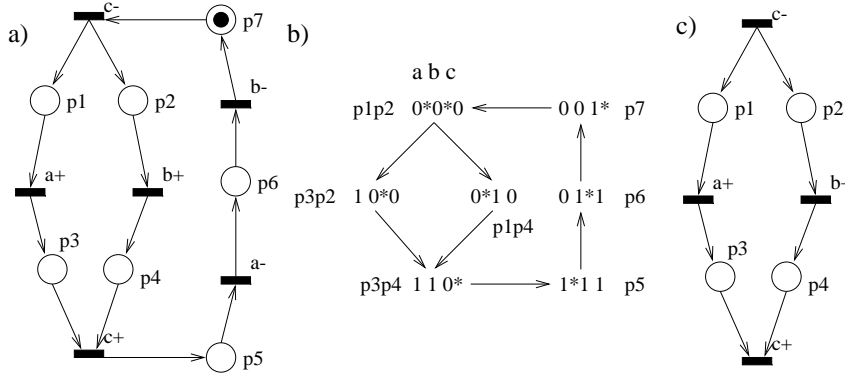 a)
c-
p7
p1
p2
b-
a+
b+
p6
p3
p4
a-
c+
p5
b)
a b c
p1p2 0*0*0
0 0 1* p7
p3p2 1 0*0
0*1 0
p1p4
0 1*1 p6
p3p4 1 1 0*
1*1 1 p5
c)
c-
p1
p2
a+
b-
p3
p4
c+